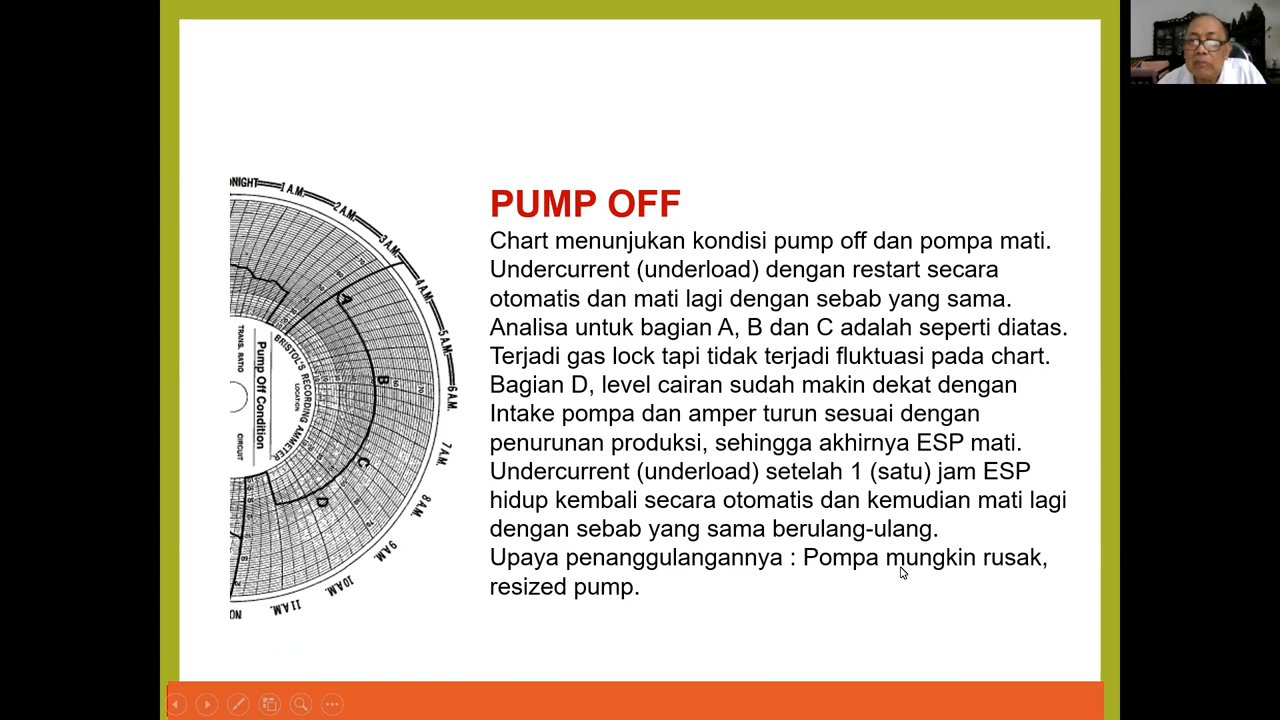 PUMP OFF
Chart menunjukan kondisi pump off dan pompa mati.
Undercurrent (underload) dengan restart secara
otomatis dan mati lagi dengan sebab yang sama.
Analisa untuk bagian A, B dan C adalah seperti diatas.
Terjadi gas lock tapi tidak terjadi fluktuasi pada chart.
Bagian D, level cairan sudah makin dekat dengan
Intake pompa dan amper turun sesuai dengan
penurunan produksi, sehingga akhirnya ESP mati.
Undercurrent (underload) setelah 1 (satu) jam ESP
hidup kembali secara otomatis dan kemudian mati lagi
dengan sebab yang sama berulang-ulang.
Upaya penanggulangannya : Pompa mungkin rusak,
resized pump.
NIGHT
1 A.M.
2 A.M.
3 A.M.
4 A.M.
5 A.M.
6 A.M.
7 A.M.
8 A.M.
9 A.M.
10 A.M.
11 A.M.
NO
A
B
C
D
BRISTOL'S RECORDING AMMETER
LOCATION
Pump Off Condition
TRANS. RATIO
CIRCUIT